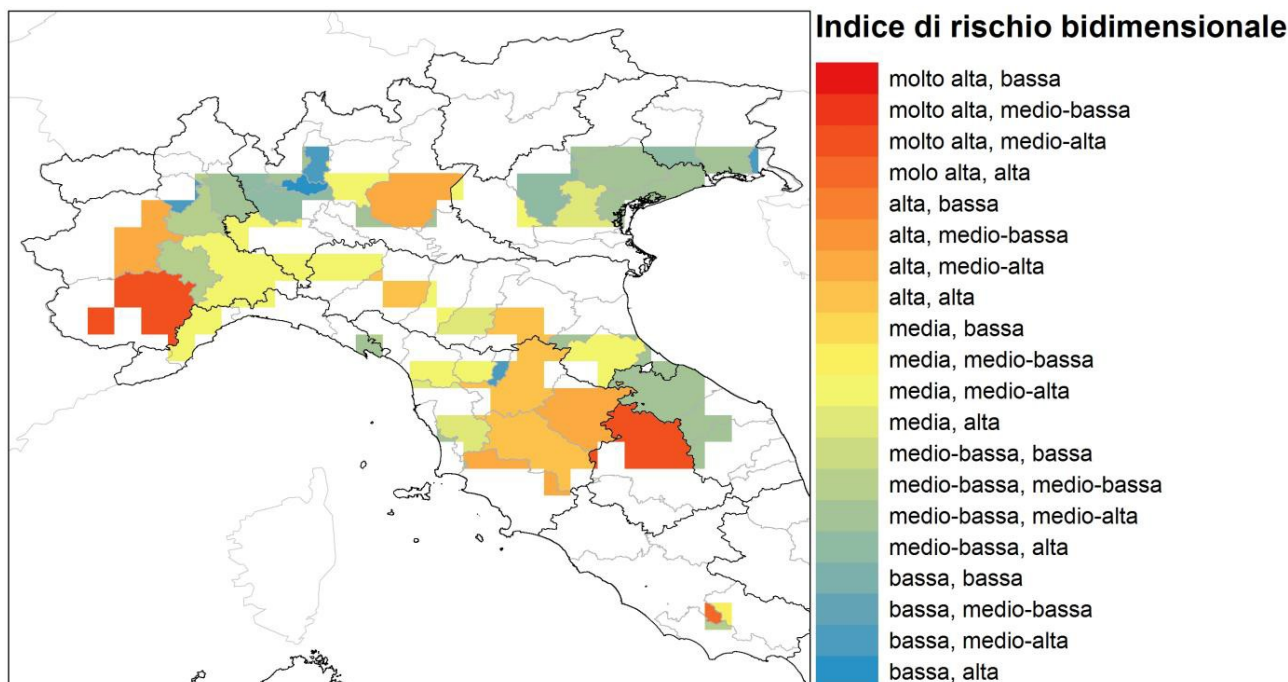 Indice di rischio bidimensionale
molto alta, bassa
molto alta, medio-bassa
molto alta, medio-alta
molo alta, alta
alta, bassa
alta, medio-bassa
alta, medio-alta
alta, alta
media, bassa
media, medio-bassa
media, medio-alta
media, alta
medio-bassa, bassa
medio-bassa, medio-bassa
medio-bassa, medio-alta
medio-bassa, alta
bassa, bassa
bassa, medio-bassa
bassa, medio-alta
bassa, alta